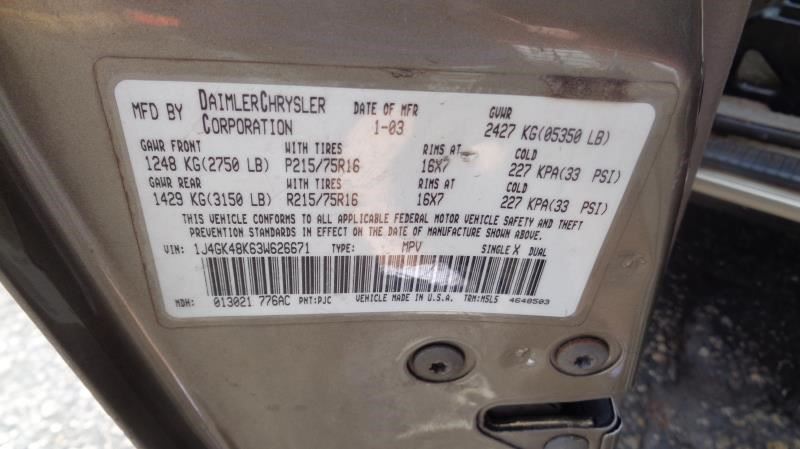 MFD BY DAIMLERCHRYSLER CORPORATION DATE OF MFR 1-03 GVWR 2427 KG(05350 LB)
GAWR FRONT WITH TIRES RIMS AT COLD
1248 KG(2750 LB) P215/75R16 16X7 227 KPA(33 PSI)
GAWR REAR WITH TIRES RIMS AT COLD
1429 KG(3150 LB) R215/75R16 16X7 227 KPA(33 PSI)
THIS VEHICLE CONFORMS TO ALL APPLICABLE FEDERAL MOTOR VEHICLE SAFETY AND THEFT
PREVENTION STANDARDS IN EFFECT ON THE DATE OF MANUFACTURE SHOWN ABOVE.
VIN: 1J4GK48K63W626671 TYPE: MPV SINGLE X DUAL
MDH: 013021 776AC PNT:PJC VEHICLE MADE IN U.S.A. TRM:M5L5 4648503